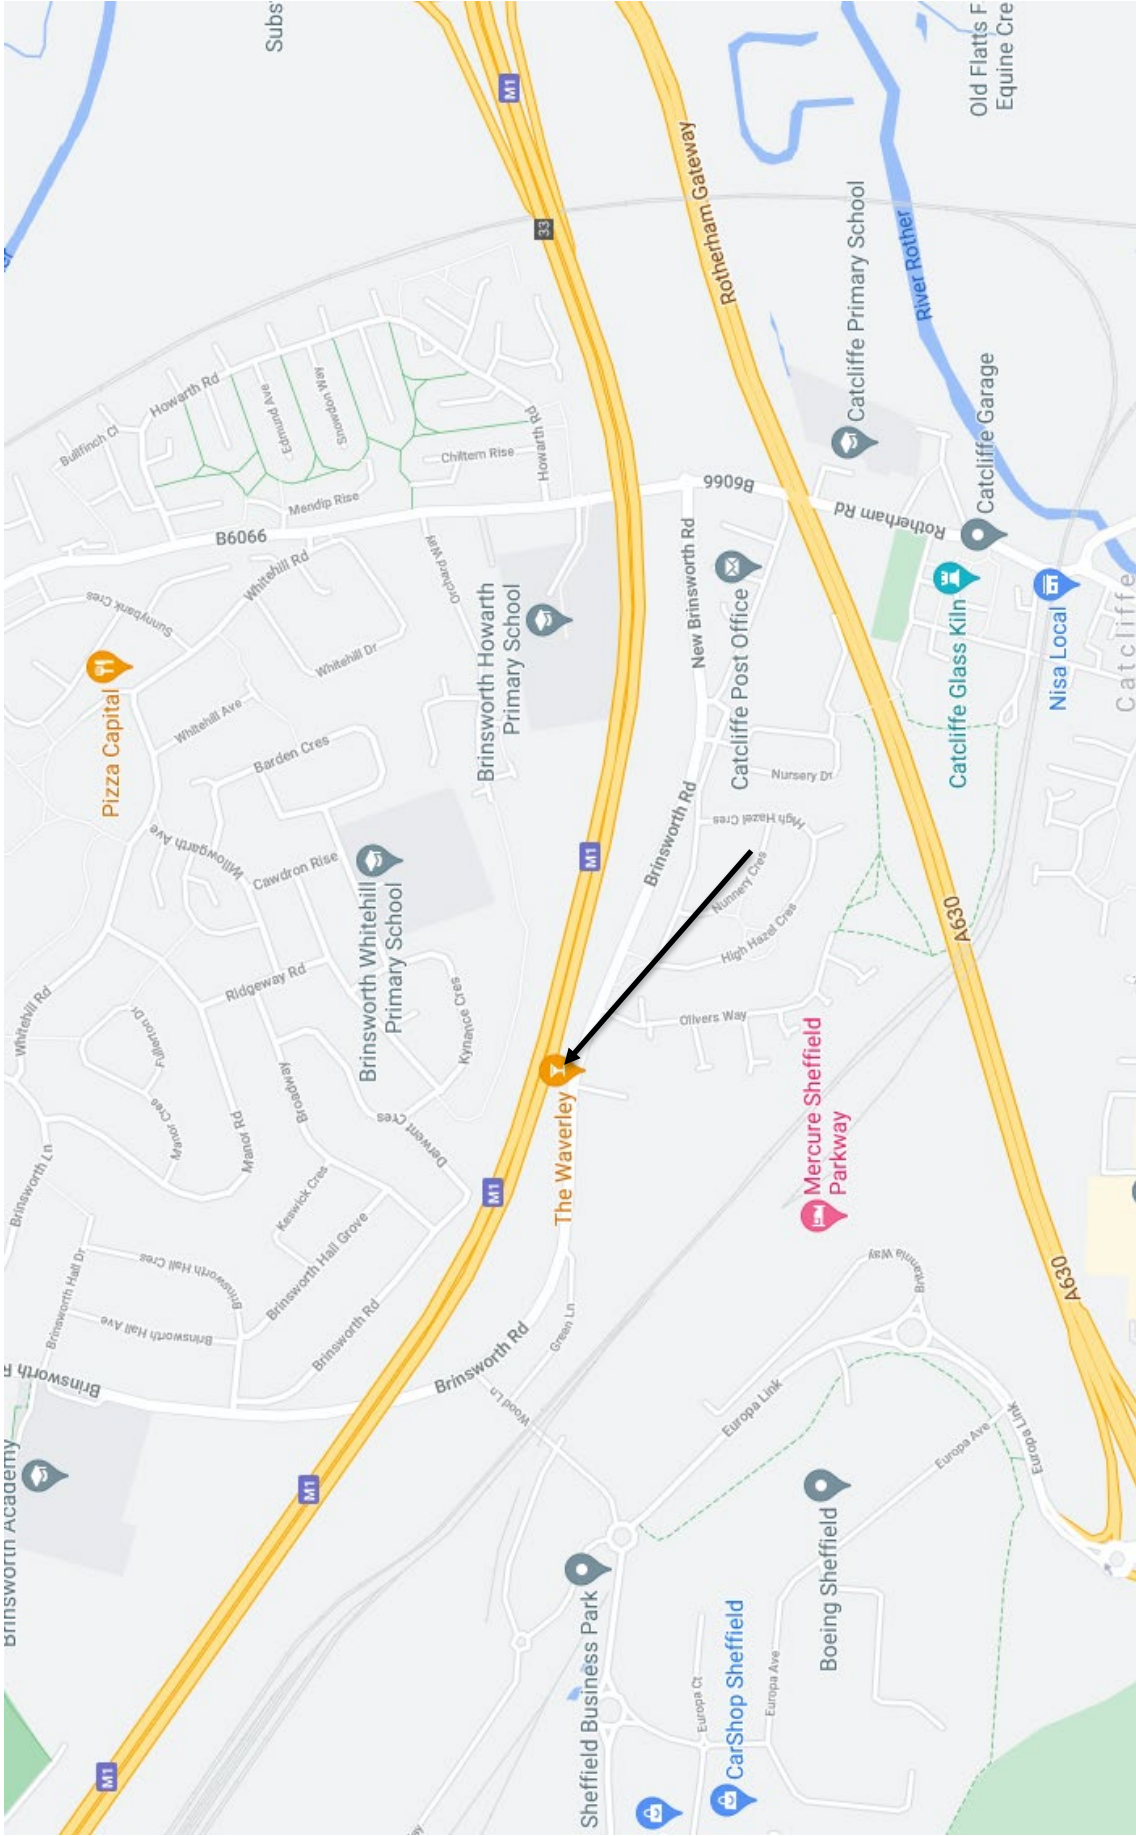 Brinsworth Academy
Brinsworth R
Brinsworth Hall Dr
Brinsworth Ln
Whitehill Rd
Pizza Capital
Bullfinch Cl
Howarth Rd
Sunnybank Cres
B6066
Whitehill Rd
Whitehill Ave
Willowgarth Ave
Fullerton Dr
Manor Cres
Manor Rd
Brinsworth Hall Cres
Brinsworth Hall Ave
Brinsworth Hall Grove
Brinsworth Rd
Keswick Cres
Broadway
Ridgeway Rd
Cawdron Rise
Barden Cres
Whitehill Dr
Mendip Rise
Edmund Ave
Snowdon Way
Subs
M1
M1
Derwent Cres
Kynance Cres
Brinsworth Whitehill
Primary School
Orchard Way
Chiltern Rise
Howarth Rd
Brinsworth Howarth
Primary School
M1
M1
M1
33
Brinsworth Rd
Wood Ln
Green Ln
The Waverley
Brinsworth Rd
New Brinsworth Rd
B6066
Rotherham Gateway
Sheffield Business Park
Europa Ct
CarShop Sheffield
Europa Ave
Europa Link
Olivers Way
High Hazel Cres
Nunnery Cres
High Hazel Cres
Nursery Dr
Catcliffe Post Office
Mercure Sheffield
Parkway
Boeing Sheffield
Britannia Way
Rotherham Rd
Catcliffe Primary School
River Rother
Europa Ave
Europa Link
A630
A630
Catcliffe Glass Kiln
Catcliffe Garage
Old Flatts F
Equine Cre
Nisa Local
Catcliffe